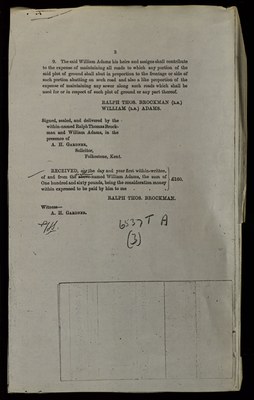 3
9. The said William Adams his heirs and assigns shall contribute
to the expense of maintaining all roads in which any portion of the
said plot of ground shall abut in proportion to the frontage or side of
such portion abutting on such road and also a like proportion of the
expense of maintaining any sewer along such roads which shall be
used for or in respect of such plot of ground or any part thereof.
RALPH THOS. BROCKMAN (L.S.)
WILLIAM (L.S.) ADAMS.
Signed, sealed, and delivered by the
within-named Ralph Thomas Brock-
man and William Adams, in the
presence of
A. H. GARDNER,
Solicitor,
Folkestone, Kent.
RECEIVED, the day and year first within-written,
of and from the named William Adams, the sum of
One hundred and sixty pounds, being the consideration money
within expressed to be paid by him to me
£160.
RALPH THOS. BROCKMAN.
Witness—
A. H. GARDNER.
6537 T A
(3)